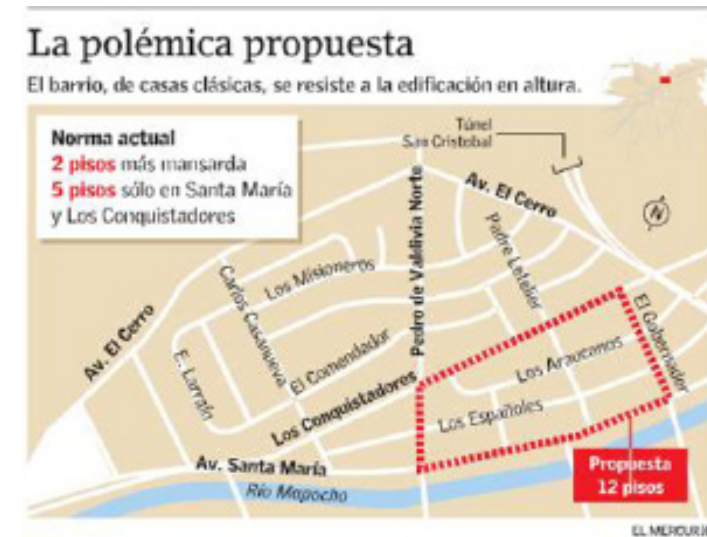 La polémica propuesta
El barrio, de casas clásicas, se resiste a la edificación en altura.
Norma actual
2 pisos más mansarda
5 pisos sólo en Santa María
y Los Conquistadores
Túnel
San Cristobal
Av. El Cerro
N
Pedro de Valdivia Norte
Padre Letelier
Los Misioneros
Carlos Casanueva
Av. El Cerro
E. Larraín
El Comendador
El Gobernador
Los Araucanos
Los Conquistadores
Los Españoles
Av. Santa María
Río Mapocho
Propuesta
12 pisos
EL MERCURIO